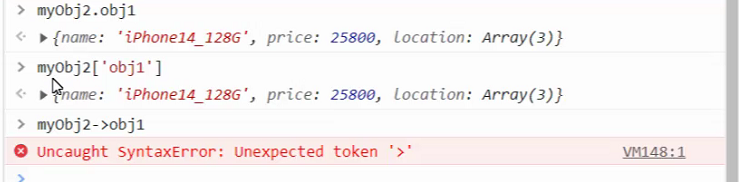 > myObj2.obj1
{name: 'iPhone14_128G', price: 25800, location: Array(3)}
> myObj2['obj1']
{name: 'iPhone14_128G', price: 25800, location: Array(3)}
> myObj2->obj1
Uncaught SyntaxError: Unexpected token '>' VM148:1
>